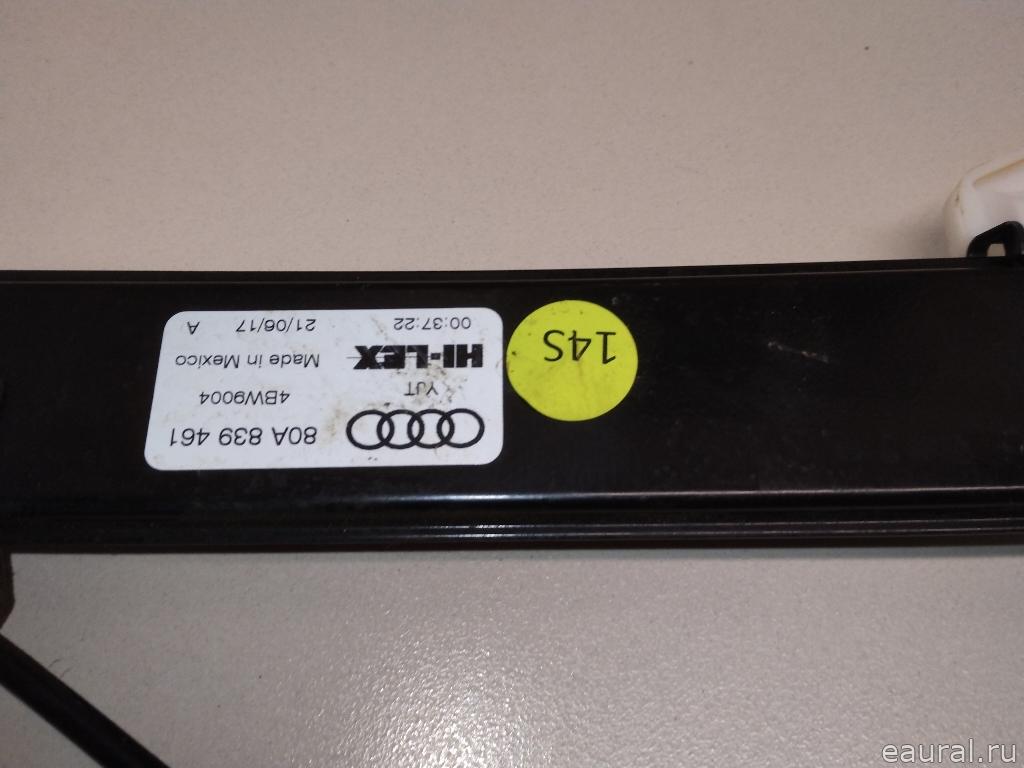 80A 839 461
YJT 4BW9004
HI-LEX Made in Mexico
00:37:22 21/06/17 A
14S
eaural.ru